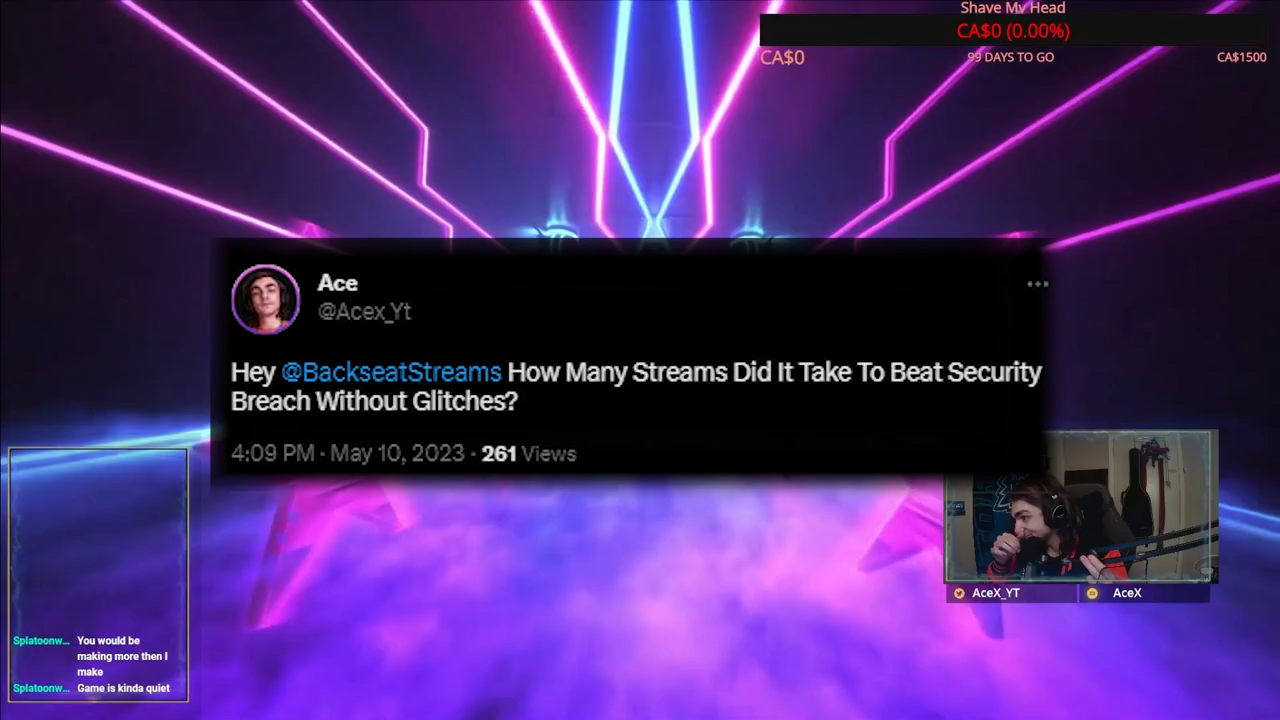 Shave My Head
CA$0 (0.00%)
CA$0
99 DAYS TO GO
CA$1500
Ace
@Acex_Yt
Hey @BackseatStreams How Many Streams Did It Take To Beat Security
Breach Without Glitches?
4:09 PM · May 10, 2023 · 261 Views
AceX_YT
AceX
Splatoonw... You would be
making more then I
make
Splatoonw... Game is kinda quiet